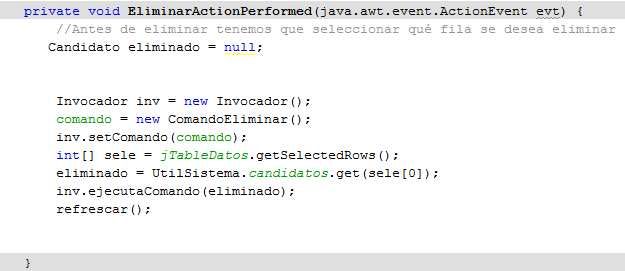 private void EliminarActionPerformed(java.awt.event.ActionEvent evt) {
//Antes de eliminar tenemos que seleccionar qué fila se desea eliminar
Candidato eliminado = null;
Invocador inv = new Invocador();
comando = new ComandoEliminar();
inv.setComando(comando);
int[] sele = jTableDatos.getSelectedRows();
eliminado = UtilSistema.candidatos.get(sele[0]);
inv.ejecutaComando(eliminado);
refrescar();
}